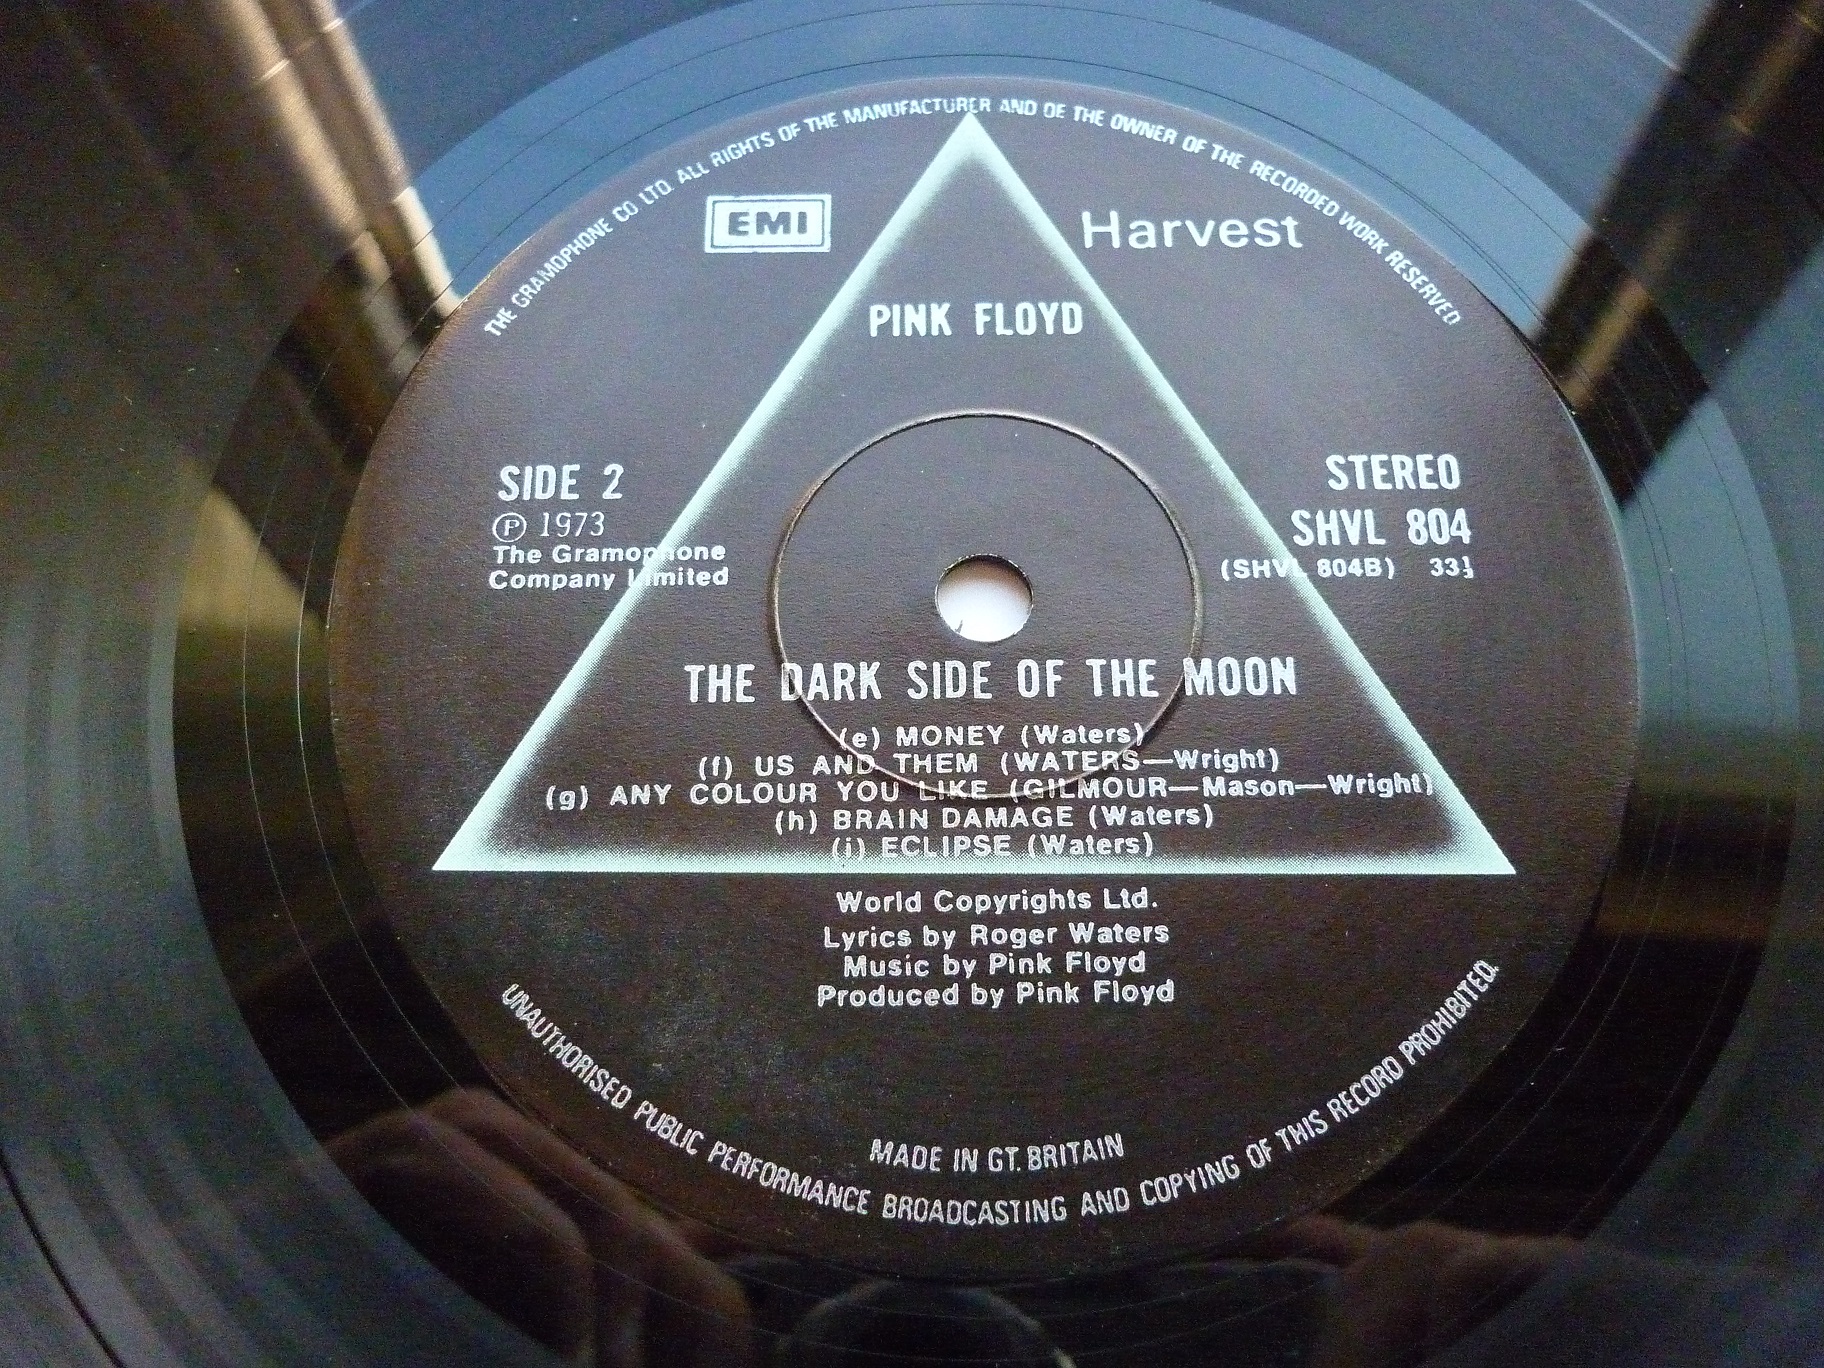 THE GRAMOPHONE CO LTD. ALL RIGHTS OF THE MANUFACTURER AND OF THE OWNER OF THE RECORDED WORK RESERVED
EMI
Harvest
PINK FLOYD
SIDE 2
Ⓟ 1973
The Gramophone
Company Limited
STEREO
SHVL 804
(SHVL 804B) 33⅓
THE DARK SIDE OF THE MOON
(e) MONEY (Waters)
(f) US AND THEM (WATERS—Wright)
(g) ANY COLOUR YOU LIKE (GILMOUR—Mason—Wright)
(h) BRAIN DAMAGE (Waters)
(i) ECLIPSE (Waters)
World Copyrights Ltd.
Lyrics by Roger Waters
Music by Pink Floyd
Produced by Pink Floyd
MADE IN GT. BRITAIN
UNAUTHORISED PUBLIC PERFORMANCE BROADCASTING AND COPYING OF THIS RECORD PROHIBITED.